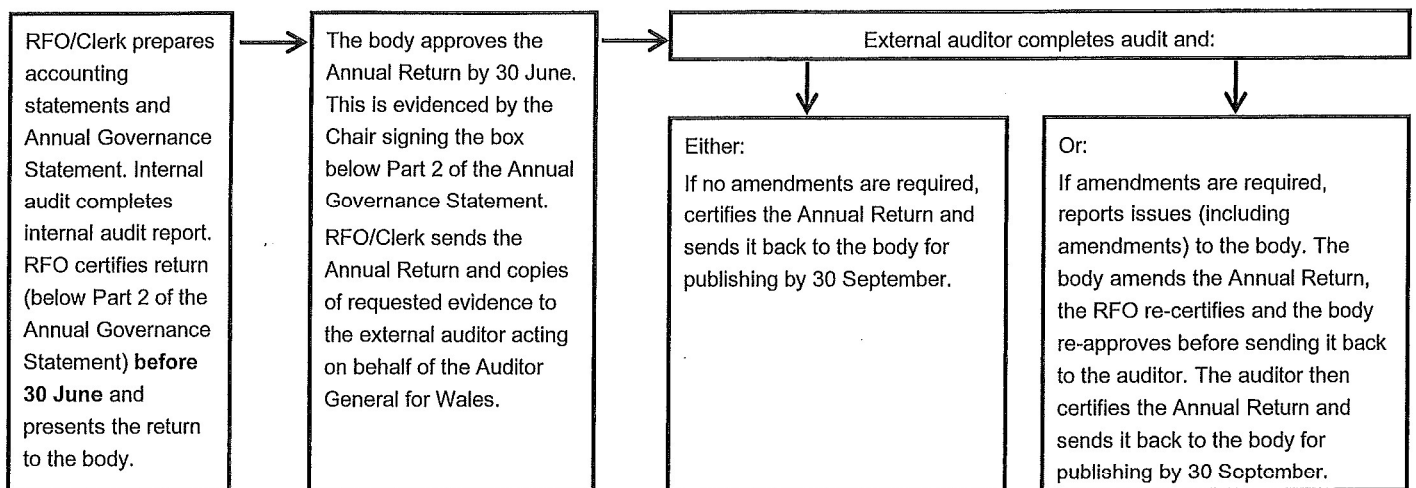 RFO/Clerk prepares
accounting
statements and
Annual Governance
Statement. Internal
audit completes
internal audit report.
RFO certifies return
(below Part 2 of the
Annual Governance
Statement) before
30 June and
presents the return
to the body.
The body approves the
Annual Return by 30 June.
This is evidenced by the
Chair signing the box
below Part 2 of the Annual
Governance Statement.
RFO/Clerk sends the
Annual Return and copies
of requested evidence to
the external auditor acting
on behalf of the Auditor
General for Wales.
External auditor completes audit and:
Either:
If no amendments are required,
certifies the Annual Return and
sends it back to the body for
publishing by 30 September.
Or:
If amendments are required,
reports issues (including
amendments) to the body. The
body amends the Annual Return,
the RFO re-certifies and the body
re-approves before sending it back
to the auditor. The auditor then
certifies the Annual Return and
sends it back to the body for
publishing by 30 September.